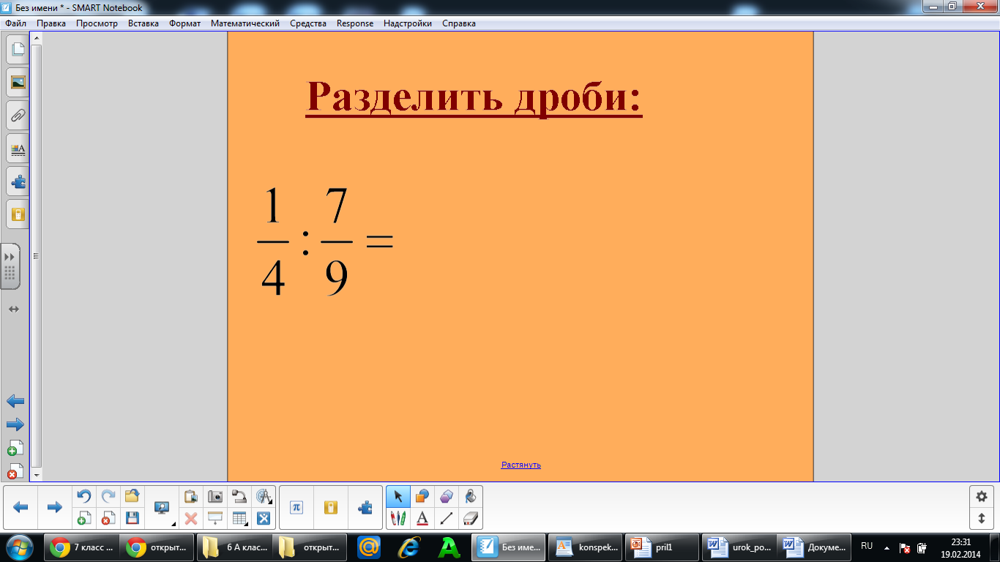 Без имени * - SMART Notebook
Файл Правка Просмотр Вставка Формат Математический Средства Response Надстройки Справка
Разделить дроби:
1/4 : 7/9 =
Растянуть
7 класс ... открыт... 6 А клас... открыт... Без име... konspek... pril1 urok_po... Докуме... RU 23:31
19.02.2014